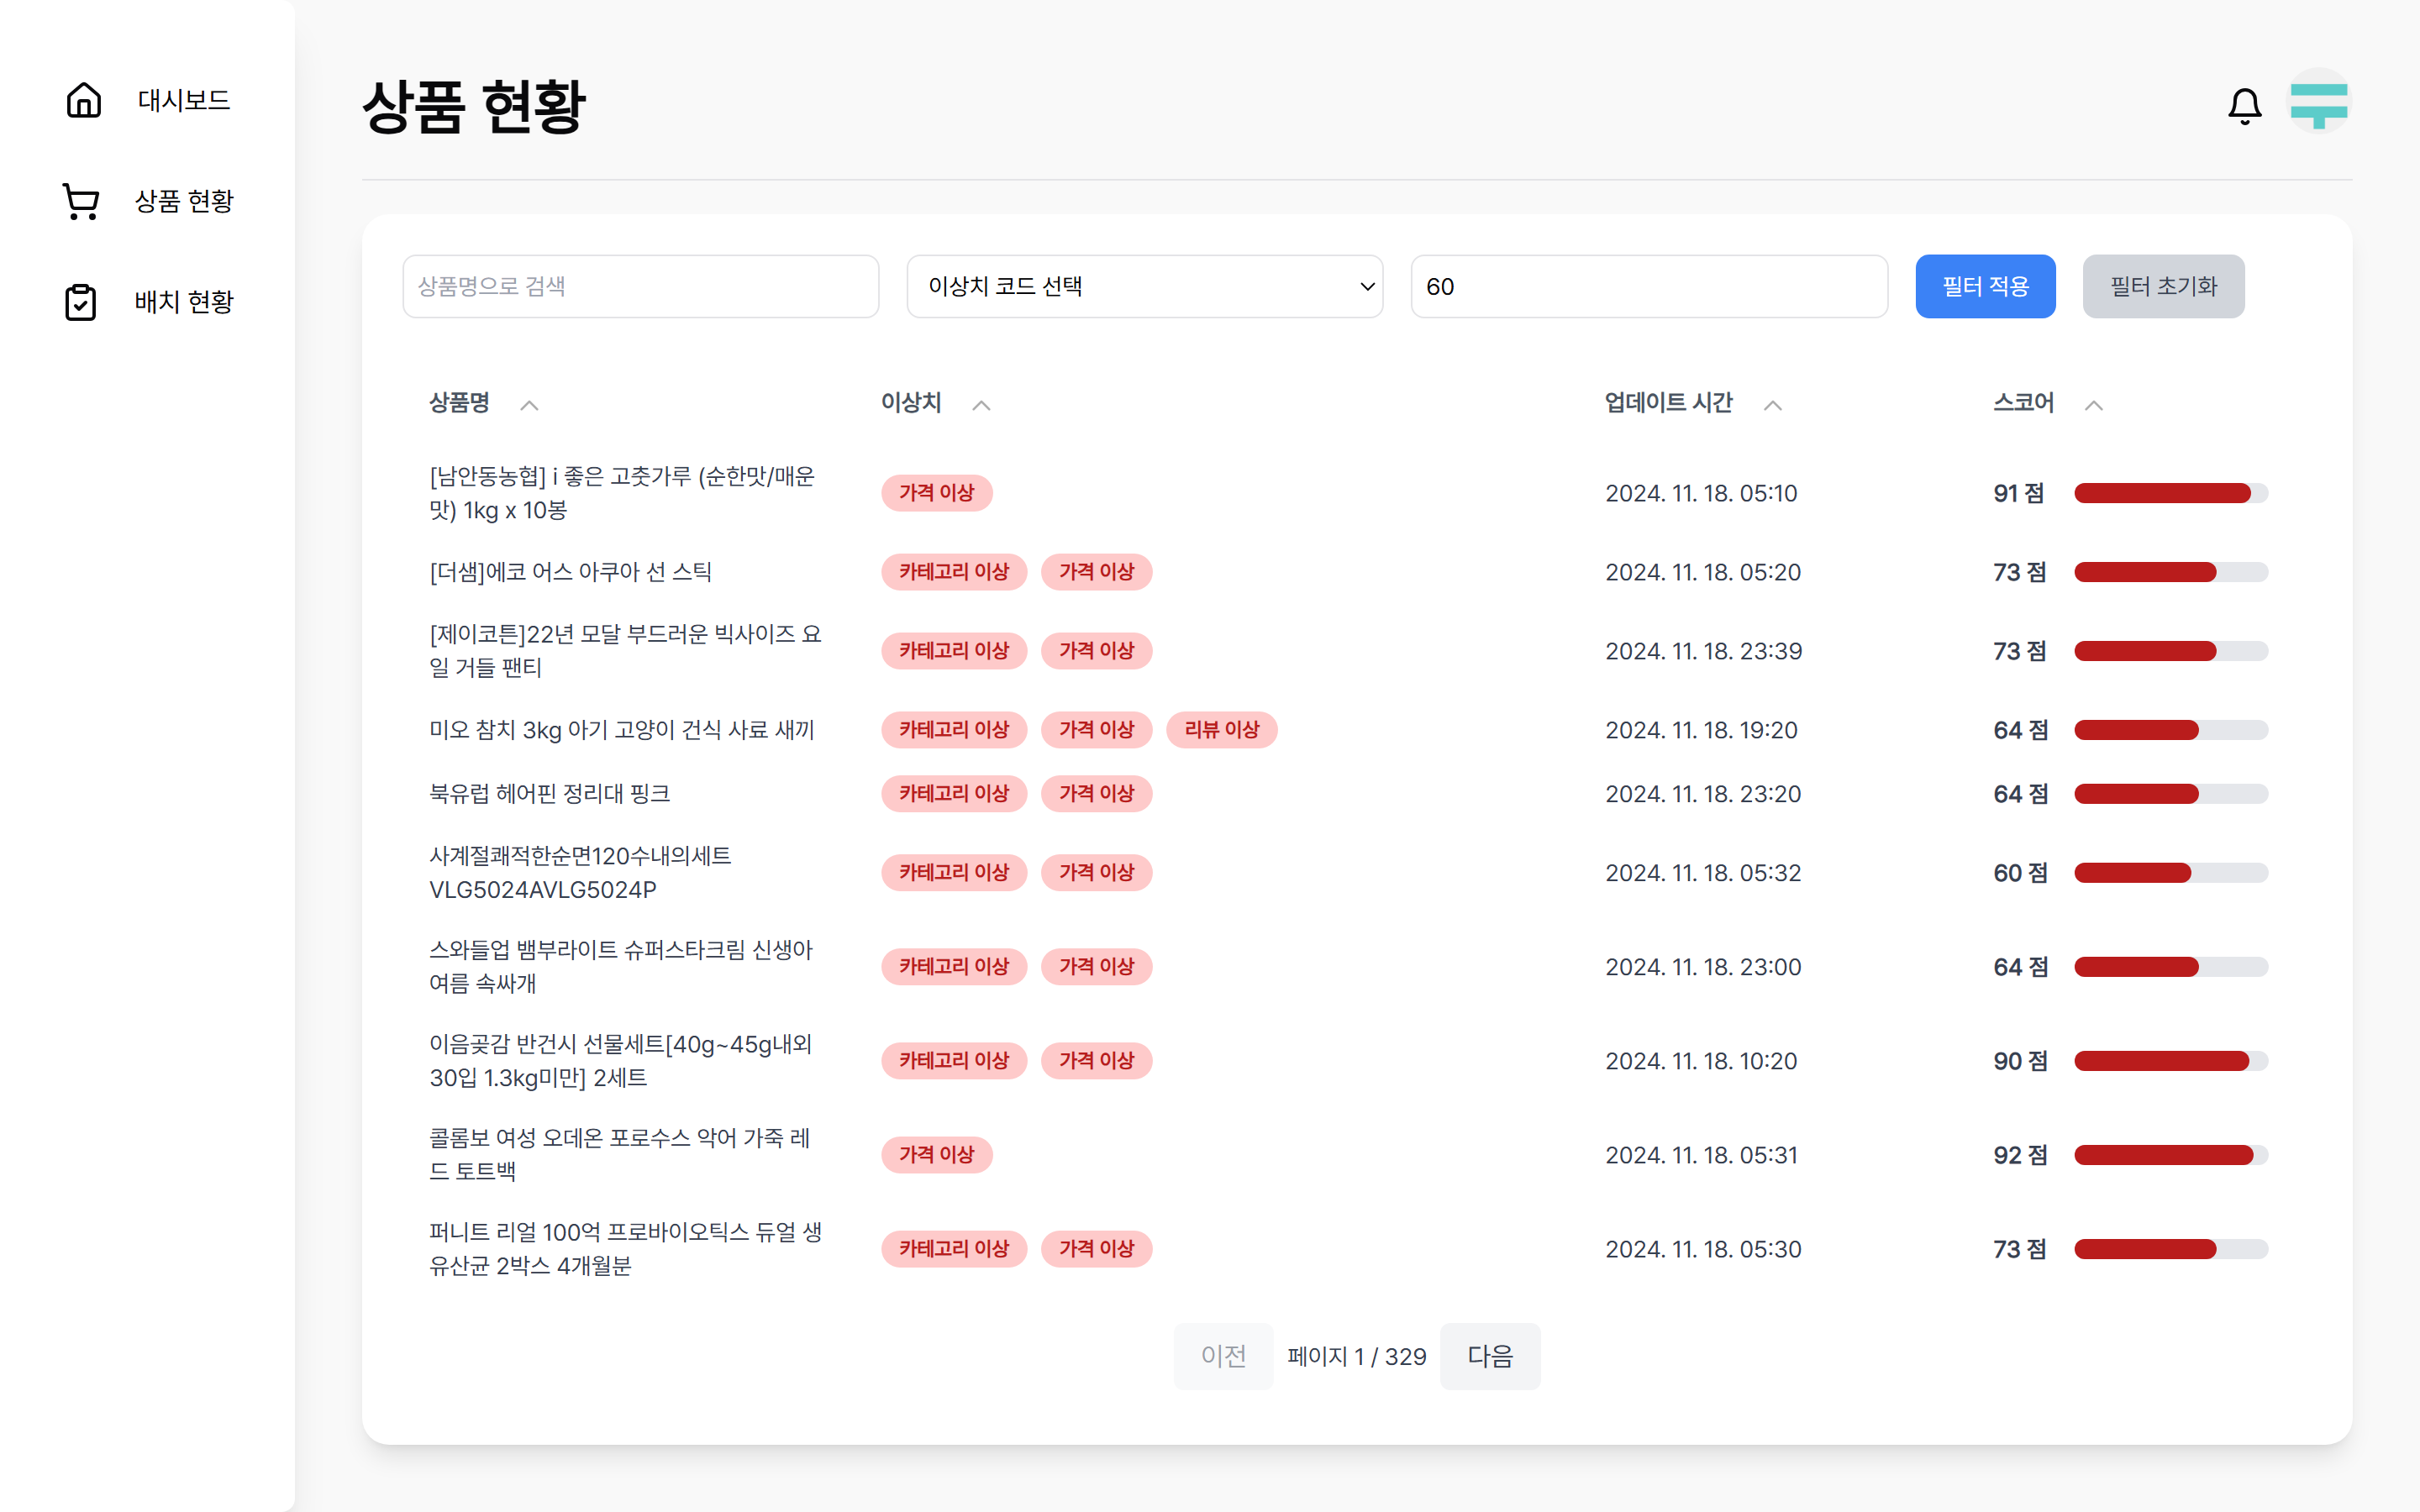 대시보드
상품 현황
배치 현황
상품 현황
상품명으로 검색 이상치 코드 선택 60 필터 적용 필터 초기화
상품명 이상치 업데이트 시간 스코어
[남안동농협] i 좋은 고춧가루 (순한맛/매운
맛) 1kg x 10봉
가격 이상 2024. 11. 18. 05:10 91 점
[더샘]에코 어스 아쿠아 선 스틱 카테고리 이상 가격 이상 2024. 11. 18. 05:20 73 점
[제이코튼]22년 모달 부드러운 빅사이즈 요
일 거들 팬티
카테고리 이상 가격 이상 2024. 11. 18. 23:39 73 점
미오 참치 3kg 아기 고양이 건식 사료 새끼 카테고리 이상 가격 이상 리뷰 이상 2024. 11. 18. 19:20 64 점
북유럽 헤어핀 정리대 핑크 카테고리 이상 가격 이상 2024. 11. 18. 23:20 64 점
사계절쾌적한순면120수내의세트
VLG5024AVLG5024P
카테고리 이상 가격 이상 2024. 11. 18. 05:32 60 점
스와들업 뱀부라이트 슈퍼스타크림 신생아
여름 속싸개
카테고리 이상 가격 이상 2024. 11. 18. 23:00 64 점
이음곶감 반건시 선물세트[40g~45g내외
30입 1.3kg미만] 2세트
카테고리 이상 가격 이상 2024. 11. 18. 10:20 90 점
콜롬보 여성 오데온 포로수스 악어 가죽 레
드 토트백
가격 이상 2024. 11. 18. 05:31 92 점
퍼니트 리얼 100억 프로바이오틱스 듀얼 생
유산균 2박스 4개월분
카테고리 이상 가격 이상 2024. 11. 18. 05:30 73 점
이전 페이지 1 / 329 다음